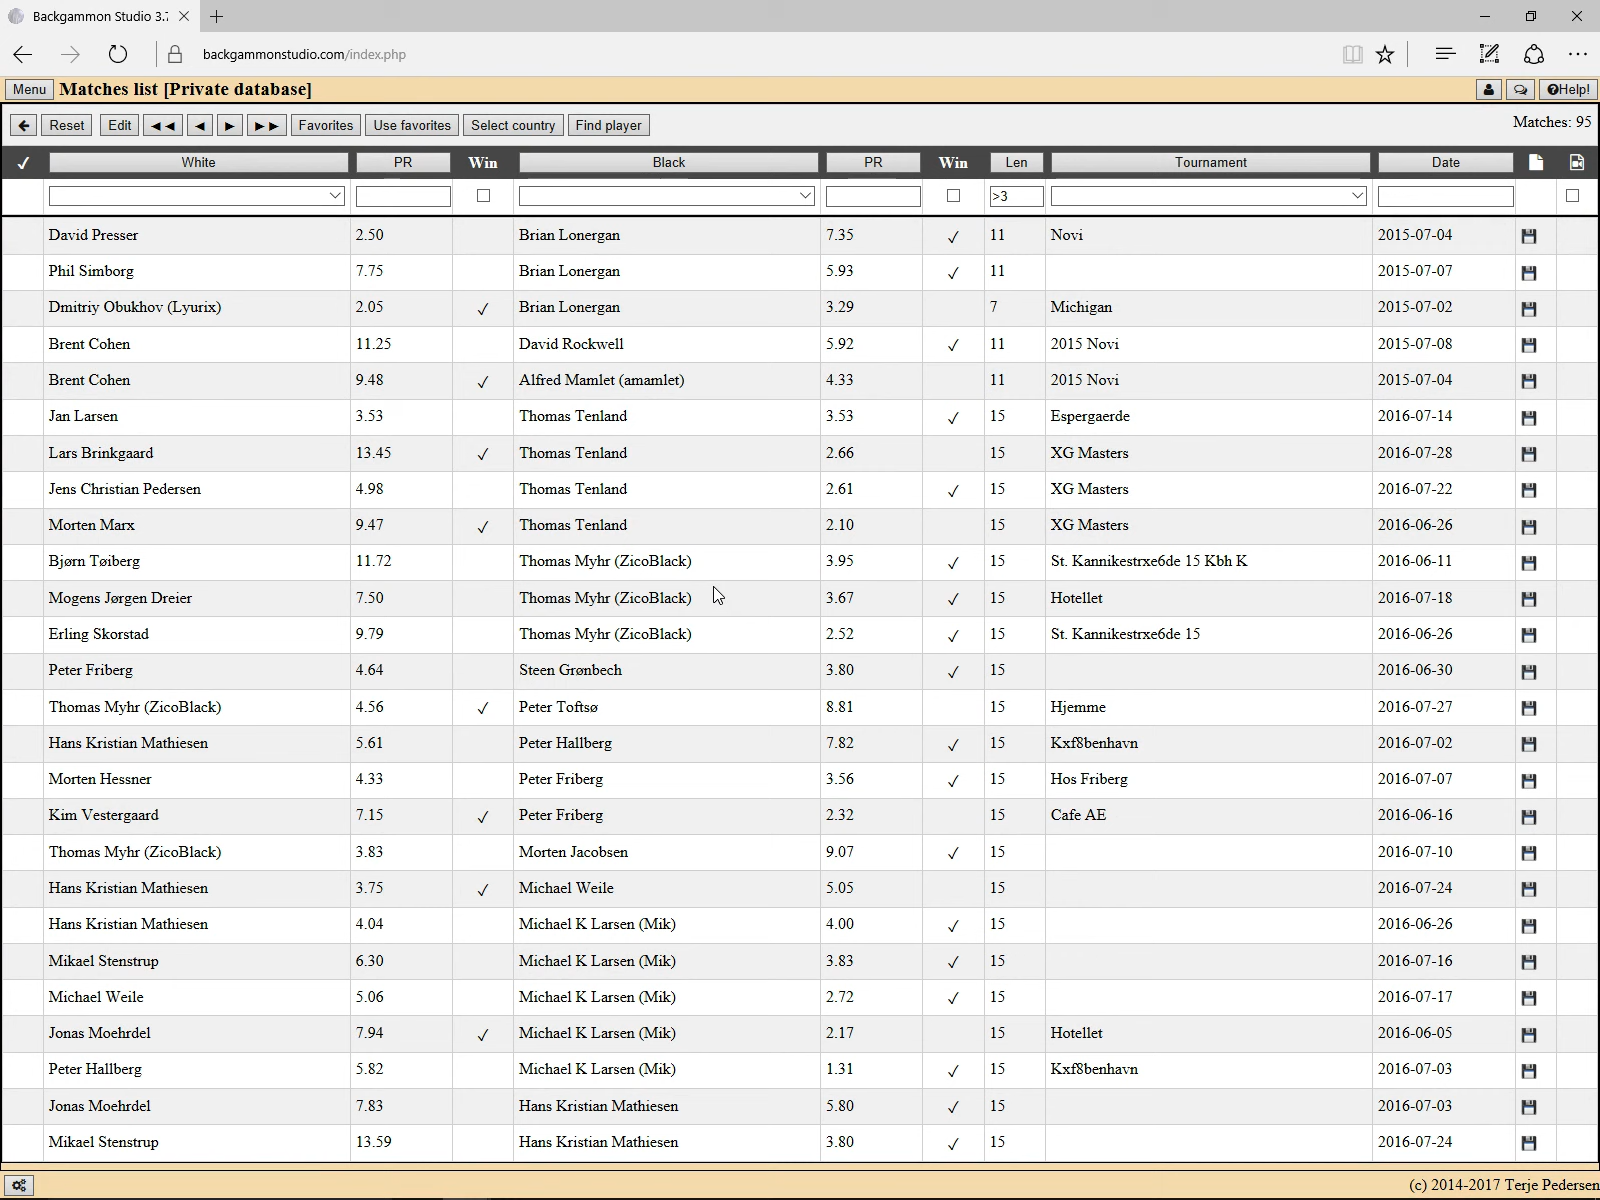 Backgammon Studio 3.7
backgammonstudio.com/index.php
Menu Matches list [Private database] Help!
Reset Edit Favorites Use favorites Select country Find player Matches: 95
White PR Win Black PR Win Len Tournament Date
>3
David Presser 2.50 Brian Lonergan 7.35 ✓ 11 Novi 2015-07-04
Phil Simborg 7.75 Brian Lonergan 5.93 ✓ 11 2015-07-07
Dmitriy Obukhov (Lyurix) 2.05 ✓ Brian Lonergan 3.29 7 Michigan 2015-07-02
Brent Cohen 11.25 David Rockwell 5.92 ✓ 11 2015 Novi 2015-07-08
Brent Cohen 9.48 ✓ Alfred Mamlet (amamlet) 4.33 11 2015 Novi 2015-07-04
Jan Larsen 3.53 Thomas Tenland 3.53 ✓ 15 Espergaerde 2016-07-14
Lars Brinkgaard 13.45 ✓ Thomas Tenland 2.66 15 XG Masters 2016-07-28
Jens Christian Pedersen 4.98 Thomas Tenland 2.61 ✓ 15 XG Masters 2016-07-22
Morten Marx 9.47 ✓ Thomas Tenland 2.10 15 XG Masters 2016-06-26
Bjørn Tøiberg 11.72 Thomas Myhr (ZicoBlack) 3.95 ✓ 15 St. Kannikestrxe6de 15 Kbh K 2016-06-11
Mogens Jørgen Dreier 7.50 Thomas Myhr (ZicoBlack) 3.67 ✓ 15 Hotellet 2016-07-18
Erling Skorstad 9.79 Thomas Myhr (ZicoBlack) 2.52 ✓ 15 St. Kannikestrxe6de 15 2016-06-26
Peter Friberg 4.64 Steen Grønbech 3.80 ✓ 15 2016-06-30
Thomas Myhr (ZicoBlack) 4.56 ✓ Peter Toftsø 8.81 15 Hjemme 2016-07-27
Hans Kristian Mathiesen 5.61 Peter Hallberg 7.82 ✓ 15 Kxf8benhavn 2016-07-02
Morten Hessner 4.33 Peter Friberg 3.56 ✓ 15 Hos Friberg 2016-07-07
Kim Vestergaard 7.15 ✓ Peter Friberg 2.32 15 Cafe AE 2016-06-16
Thomas Myhr (ZicoBlack) 3.83 Morten Jacobsen 9.07 ✓ 15 2016-07-10
Hans Kristian Mathiesen 3.75 ✓ Michael Weile 5.05 15 2016-07-24
Hans Kristian Mathiesen 4.04 Michael K Larsen (Mik) 4.00 ✓ 15 2016-06-26
Mikael Stenstrup 6.30 Michael K Larsen (Mik) 3.83 ✓ 15 2016-07-16
Michael Weile 5.06 Michael K Larsen (Mik) 2.72 ✓ 15 2016-07-17
Jonas Moehrdel 7.94 ✓ Michael K Larsen (Mik) 2.17 15 Hotellet 2016-06-05
Peter Hallberg 5.82 Michael K Larsen (Mik) 1.31 ✓ 15 Kxf8benhavn 2016-07-03
Jonas Moehrdel 7.83 Hans Kristian Mathiesen 5.80 ✓ 15 2016-07-03
Mikael Stenstrup 13.59 Hans Kristian Mathiesen 3.80 ✓ 15 2016-07-24
(c) 2014-2017 Terje Pedersen